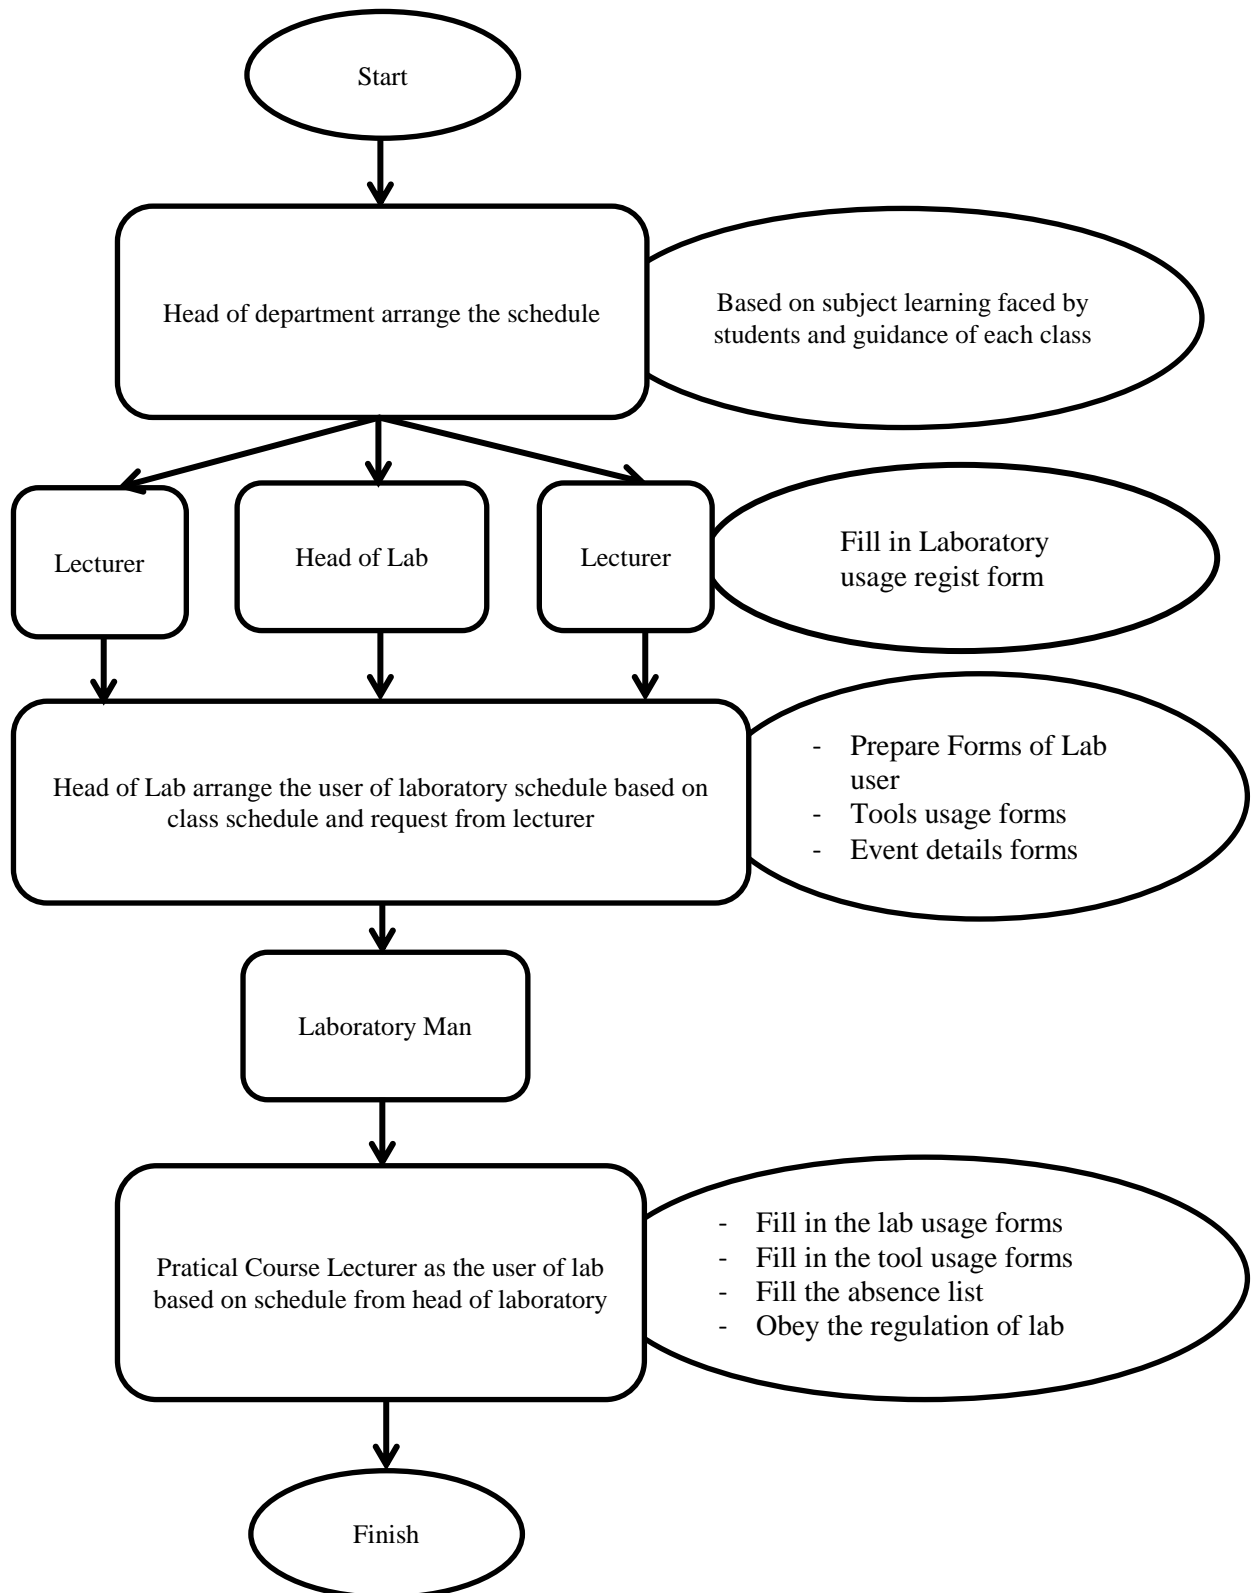 Start
Head of department arrange the schedule
Based on subject learning faced by
students and guidance of each class
Lecturer
Head of Lab
Lecturer
Fill in Laboratory
usage regist form
Head of Lab arrange the user of laboratory schedule based on
class schedule and request from lecturer
- Prepare Forms of Lab
user
- Tools usage forms
- Event details forms
Laboratory Man
Pratical Course Lecturer as the user of lab
based on schedule from head of laboratory
- Fill in the lab usage forms
- Fill in the tool usage forms
- Fill the absence list
- Obey the regulation of lab
Finish